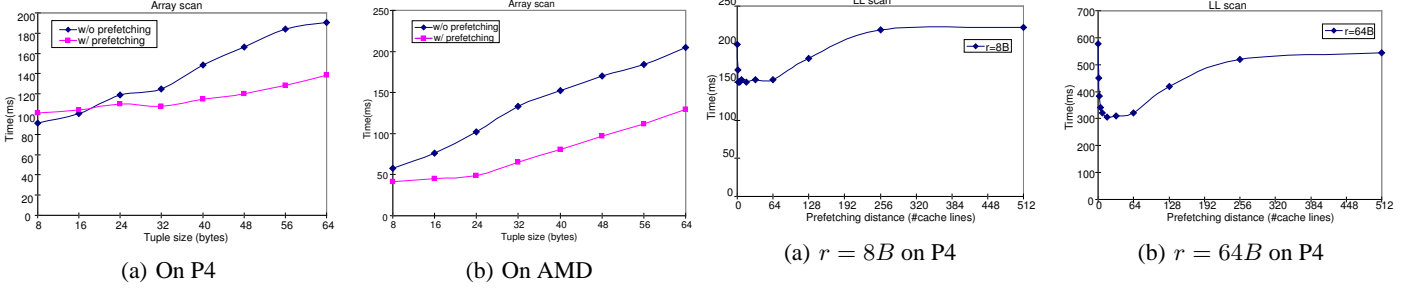 Array scan
200
180
160
140
120
100
80
60
40
20
0
Time(ms)
w/o prefetching
w/ prefetching
8 16 24 32 40 48 56 64
Tuple size (bytes)
(a) On P4
Array scan
250
200
150
100
50
0
Time(ms)
w/o prefetching
w/ prefetching
8 16 24 32 40 48 56 64
Tuple size (bytes)
(b) On AMD
LL scan
250
200
150
100
50
0
Time(ms)
r=8B
0 64 128 192 256 320 384 448 512
Prefetching distance (#cache lines)
(a) r = 8B on P4
LL scan
700
600
500
400
300
200
100
0
Time(ms)
r=64B
0 64 128 192 256 320 384 448 512
Prefetching distance (#cache lines)
(b) r = 64B on P4